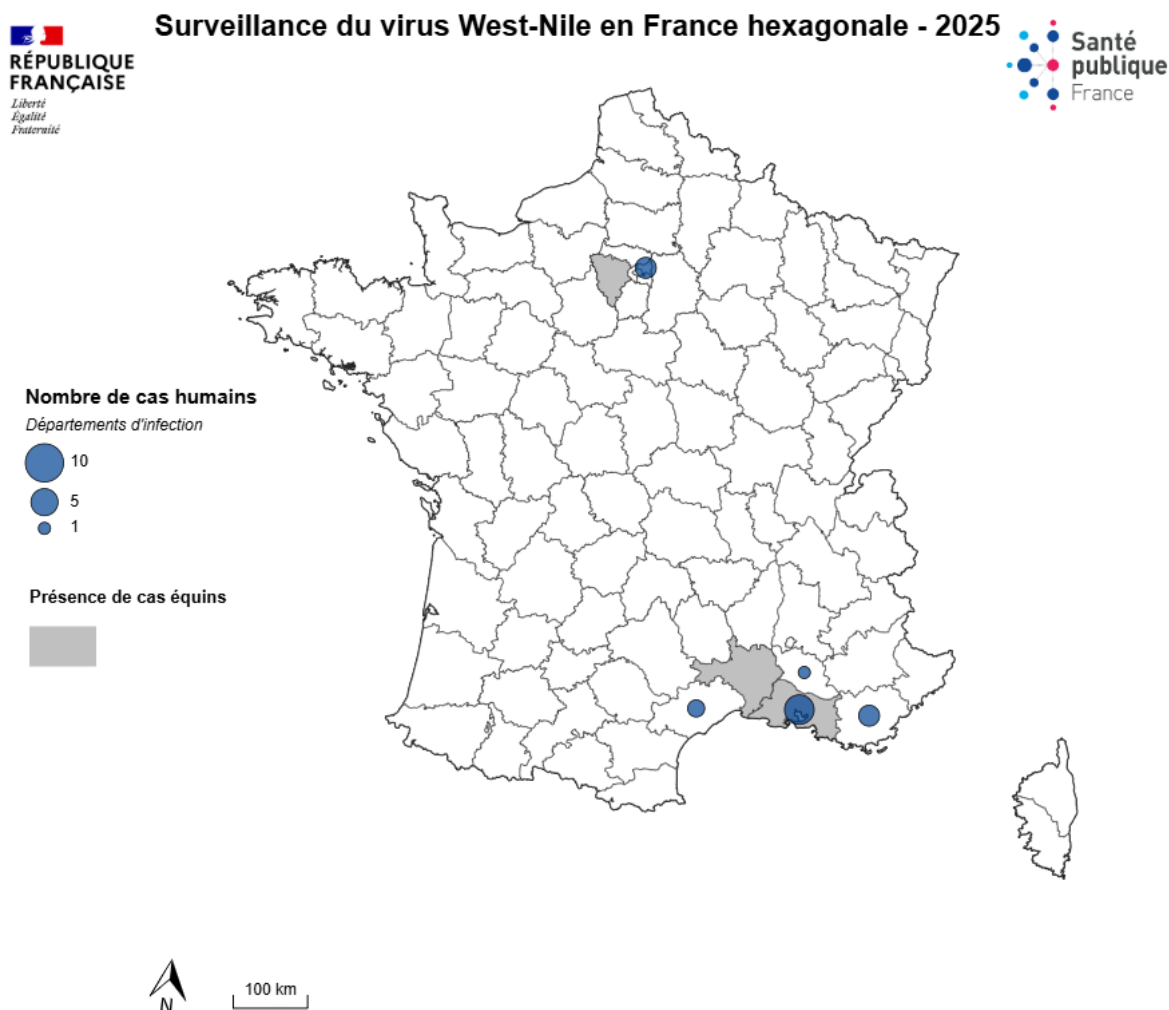 Surveillance du virus West-Nile en France hexagonale - 2025
RÉPUBLIQUE
FRANÇAISE
Liberté
Égalité
Fraternité
Santé
publique
France
Nombre de cas humains
Départements d'infection
10
5
1
Présence de cas équins
N
100 km